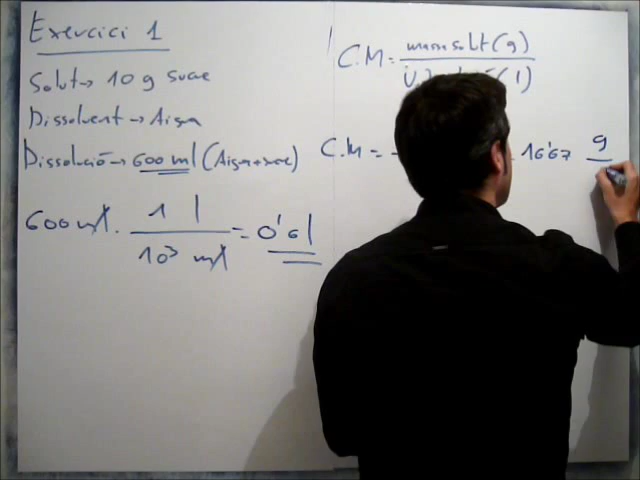 Exercici 1
Solut → 10 g sucre
Dissolvent → Aigua
Dissolució → 600 ml (Aigua+sucre)
600 ml · 1 l / 10³ ml = 0'6 l
C.M = massa solut (g) / (l)
C.M = 16'67 g